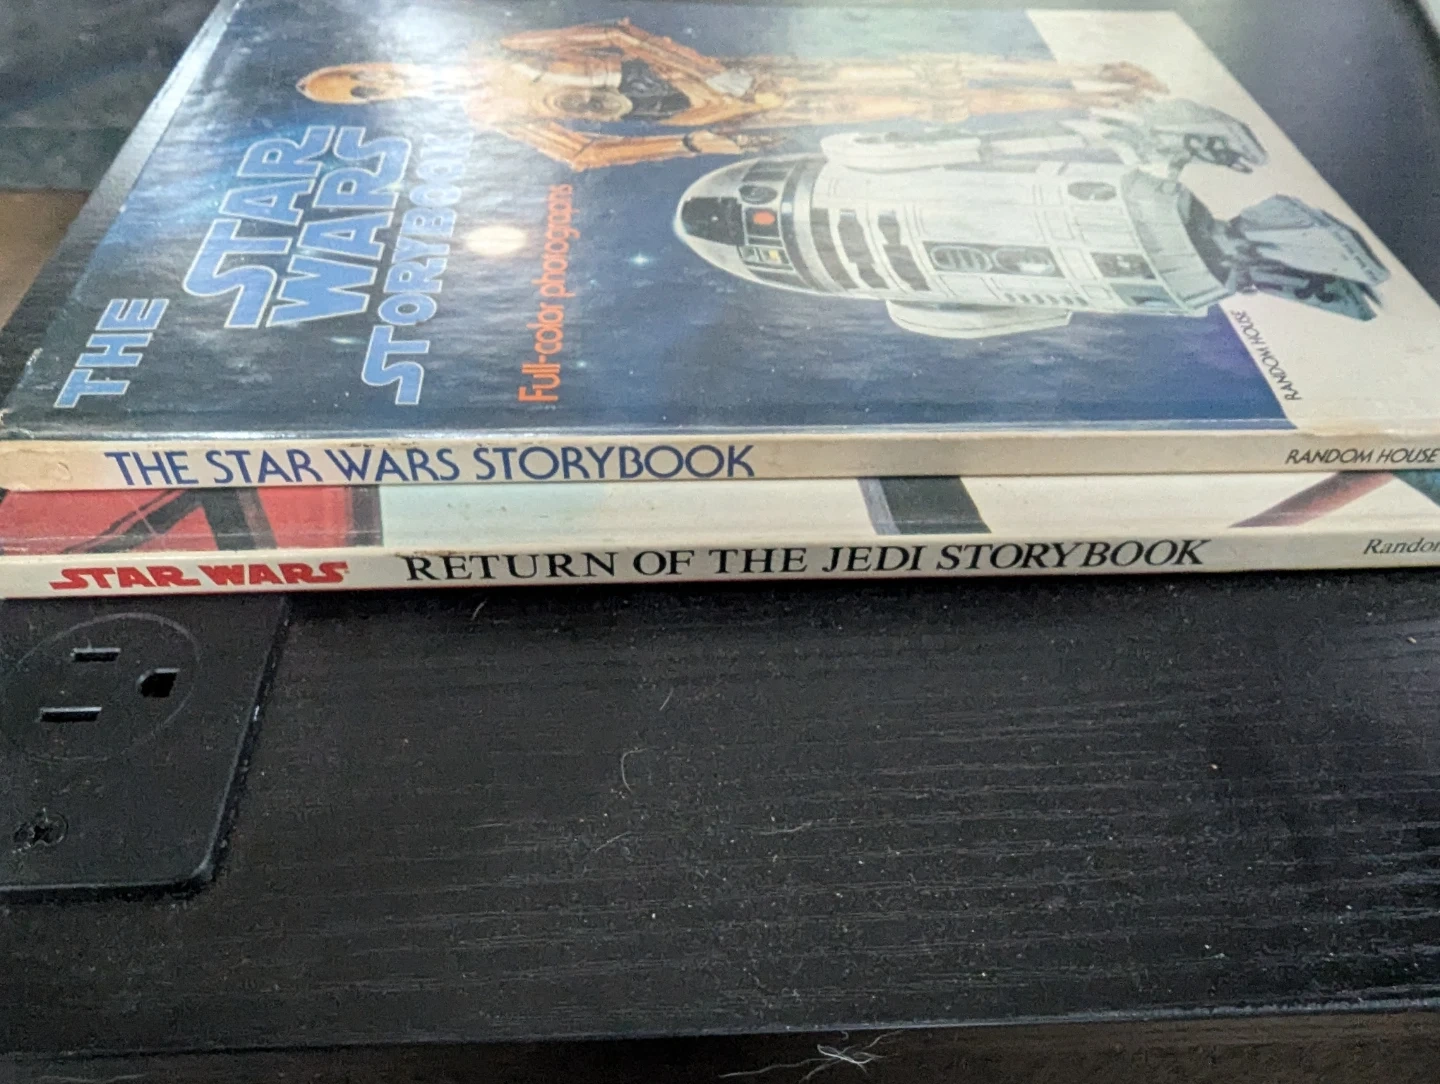 THE
STAR
WARS
STORYBOOK
Full-color photographs
RANDOM HOUSE
THE STAR WARS STORYBOOK RANDOM HOUSE
STAR WARS RETURN OF THE JEDI STORYBOOK Random